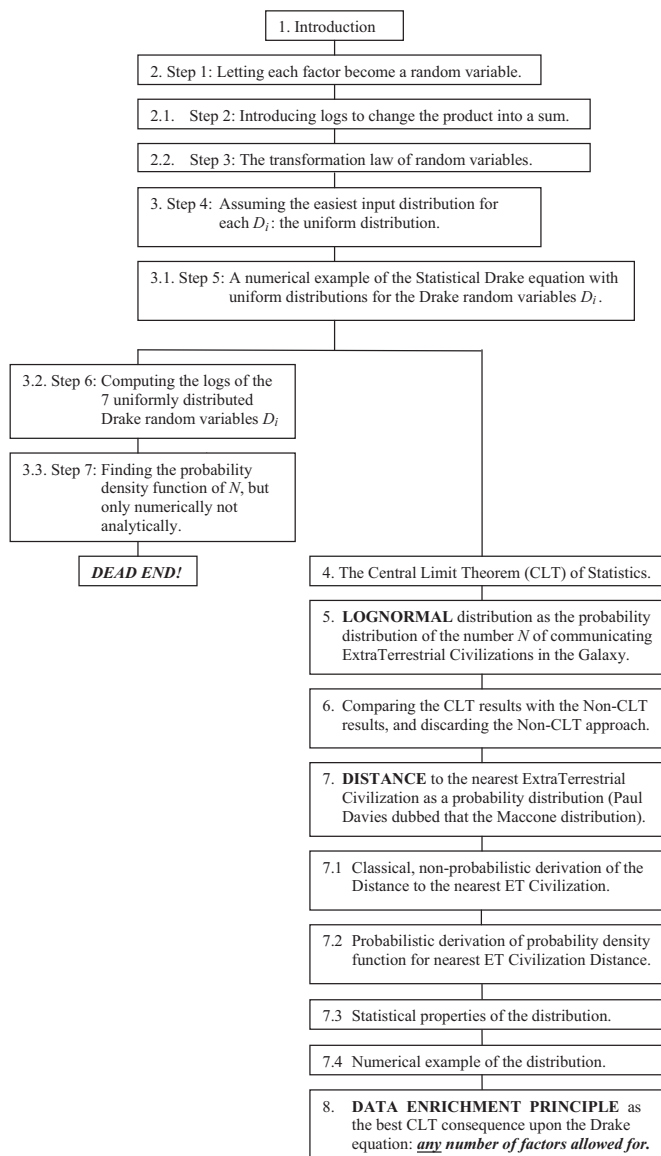 1. Introduction
2. Step 1: Letting each factor become a random variable.
2.1. Step 2: Introducing logs to change the product into a sum.
2.2. Step 3: The transformation law of random variables.
3. Step 4: Assuming the easiest input distribution for
each Di: the uniform distribution.
3.1. Step 5: A numerical example of the Statistical Drake equation with
uniform distributions for the Drake random variables Di.
3.2. Step 6: Computing the logs of the
7 uniformly distributed
Drake random variables Di
3.3. Step 7: Finding the probability
density function of N, but
only numerically not
analytically.
DEAD END!
4. The Central Limit Theorem (CLT) of Statistics.
5. LOGNORMAL distribution as the probability
distribution of the number N of communicating
ExtraTerrestrial Civilizations in the Galaxy.
6. Comparing the CLT results with the Non-CLT
results, and discarding the Non-CLT approach.
7. DISTANCE to the nearest ExtraTerrestrial
Civilization as a probability distribution (Paul
Davies dubbed that the Maccone distribution).
7.1 Classical, non-probabilistic derivation of the
Distance to the nearest ET Civilization.
7.2 Probabilistic derivation of probability density
function for nearest ET Civilization Distance.
7.3 Statistical properties of the distribution.
7.4 Numerical example of the distribution.
8. DATA ENRICHMENT PRINCIPLE as
the best CLT consequence upon the Drake
equation: any number of factors allowed for.